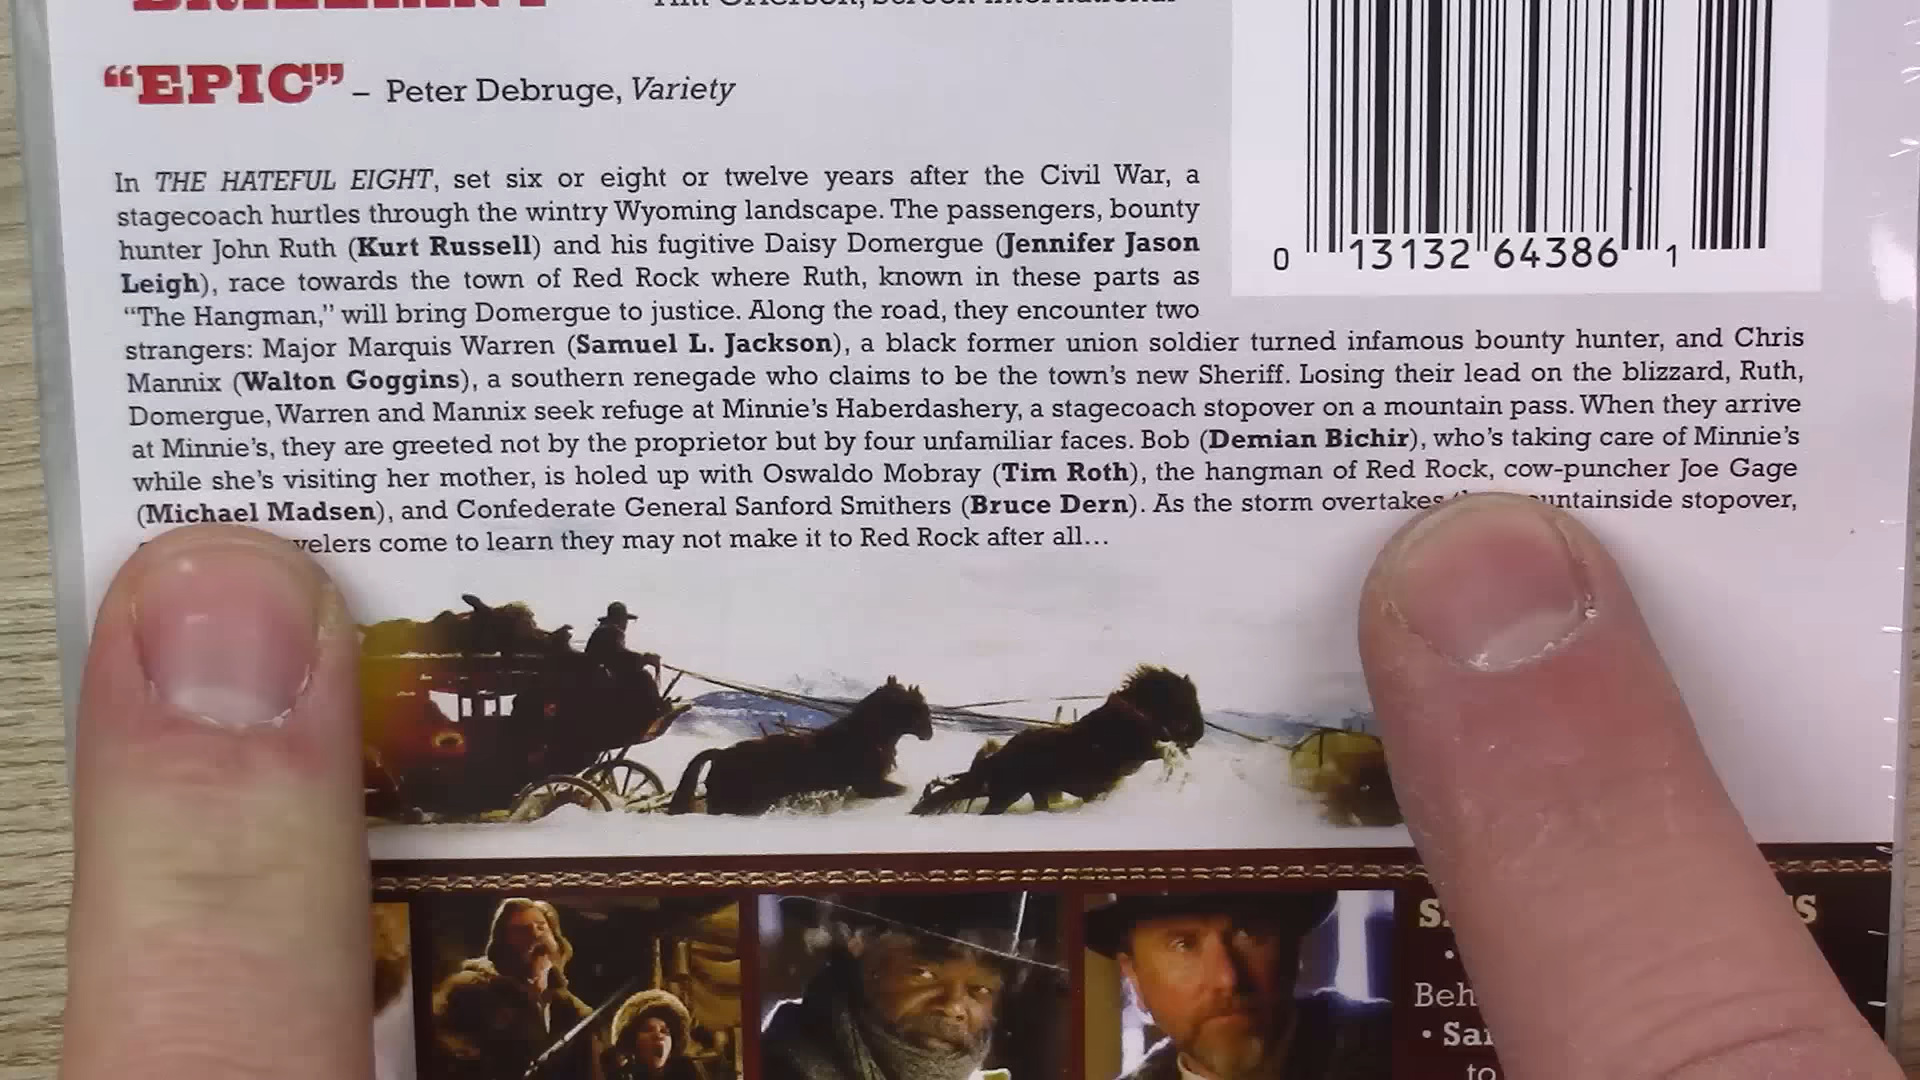 Tim Grierson, Screen International
“EPIC” – Peter Debruge, Variety
In THE HATEFUL EIGHT, set six or eight or twelve years after the Civil War, a
stagecoach hurtles through the wintry Wyoming landscape. The passengers, bounty
hunter John Ruth (Kurt Russell) and his fugitive Daisy Domergue (Jennifer Jason
Leigh), race towards the town of Red Rock where Ruth, known in these parts as
“The Hangman,” will bring Domergue to justice. Along the road, they encounter two
strangers: Major Marquis Warren (Samuel L. Jackson), a black former union soldier turned infamous bounty hunter, and Chris
Mannix (Walton Goggins), a southern renegade who claims to be the town’s new Sheriff. Losing their lead on the blizzard, Ruth,
Domergue, Warren and Mannix seek refuge at Minnie’s Haberdashery, a stagecoach stopover on a mountain pass. When they arrive
at Minnie’s, they are greeted not by the proprietor but by four unfamiliar faces. Bob (Demian Bichir), who’s taking care of Minnie’s
while she’s visiting her mother, is holed up with Oswaldo Mobray (Tim Roth), the hangman of Red Rock, cow-puncher Joe Gage
(Michael Madsen), and Confederate General Sanford Smithers (Bruce Dern). As the storm overtakes stopover,
come to learn they may not make it to Red Rock after all…
0 13132 64386 1
to